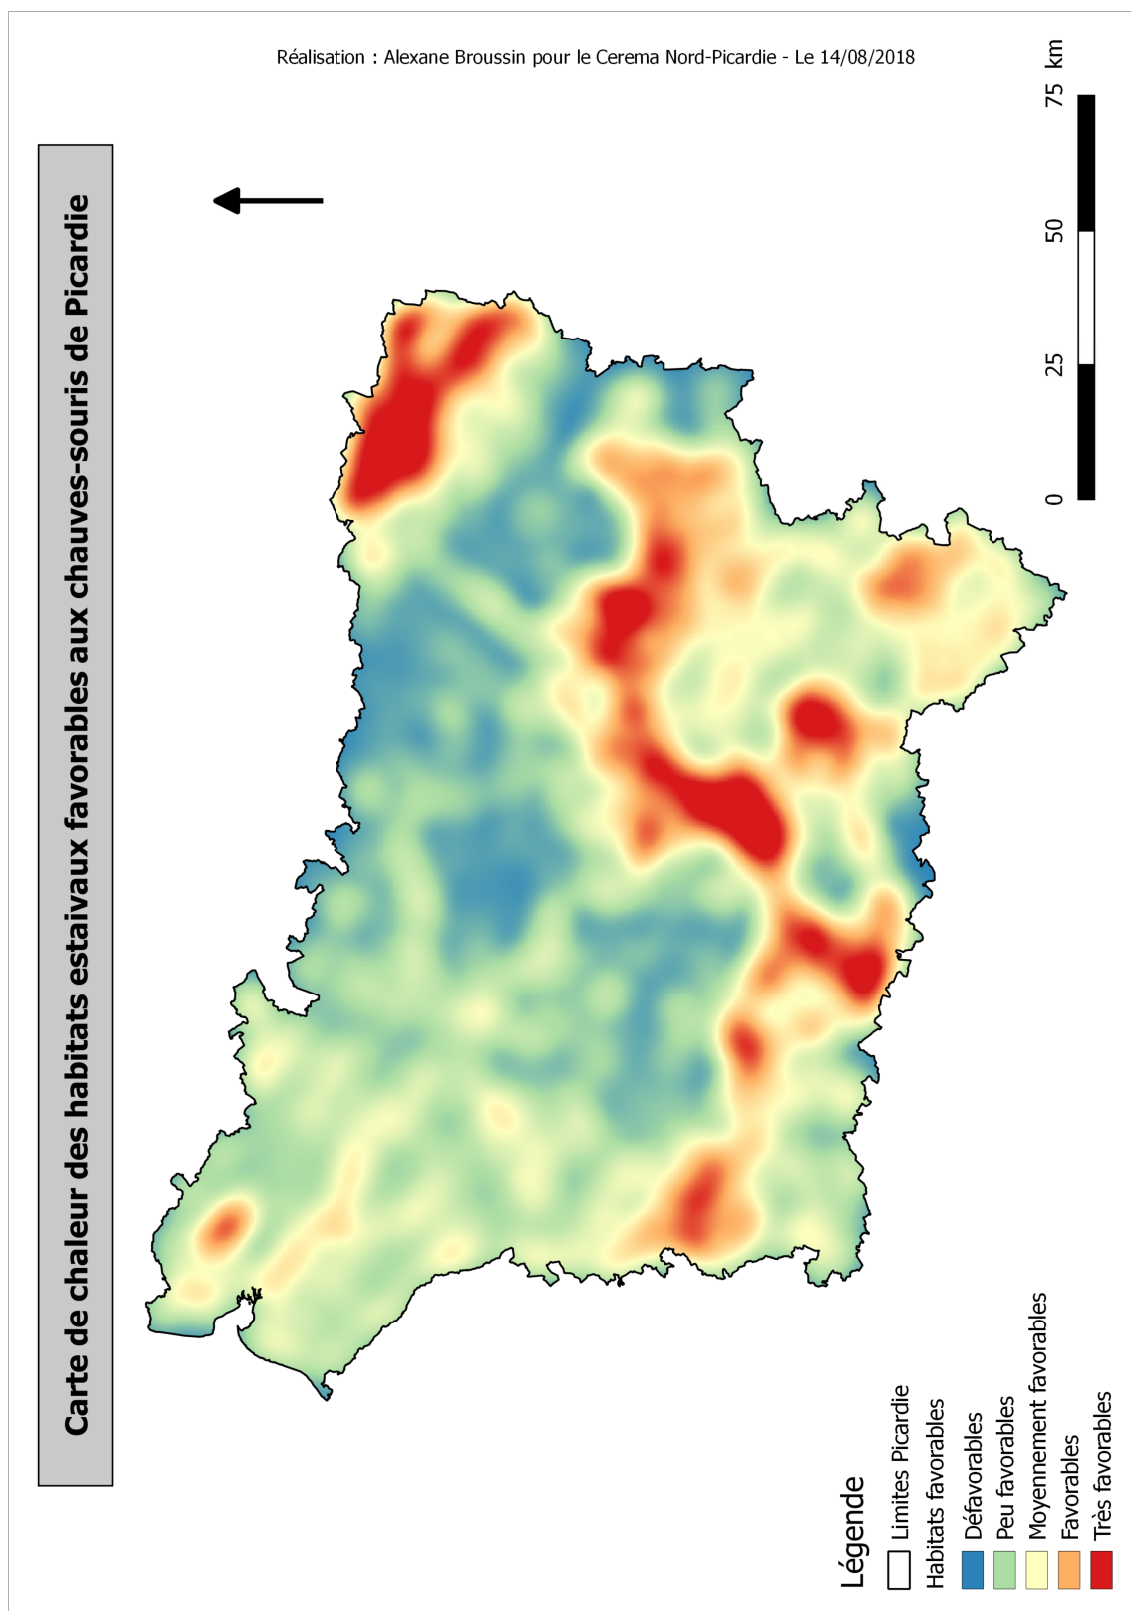 Carte de chaleur des habitats estaivaux favorables aux chauves-souris de Picardie
Légende
Limites Picardie
Habitats favorables
Défavorables
Peu favorables
Moyennement favorables
Favorables
Très favorables
0 25 50 75 km
Réalisation : Alexane Broussin pour le Cerema Nord-Picardie - Le 14/08/2018